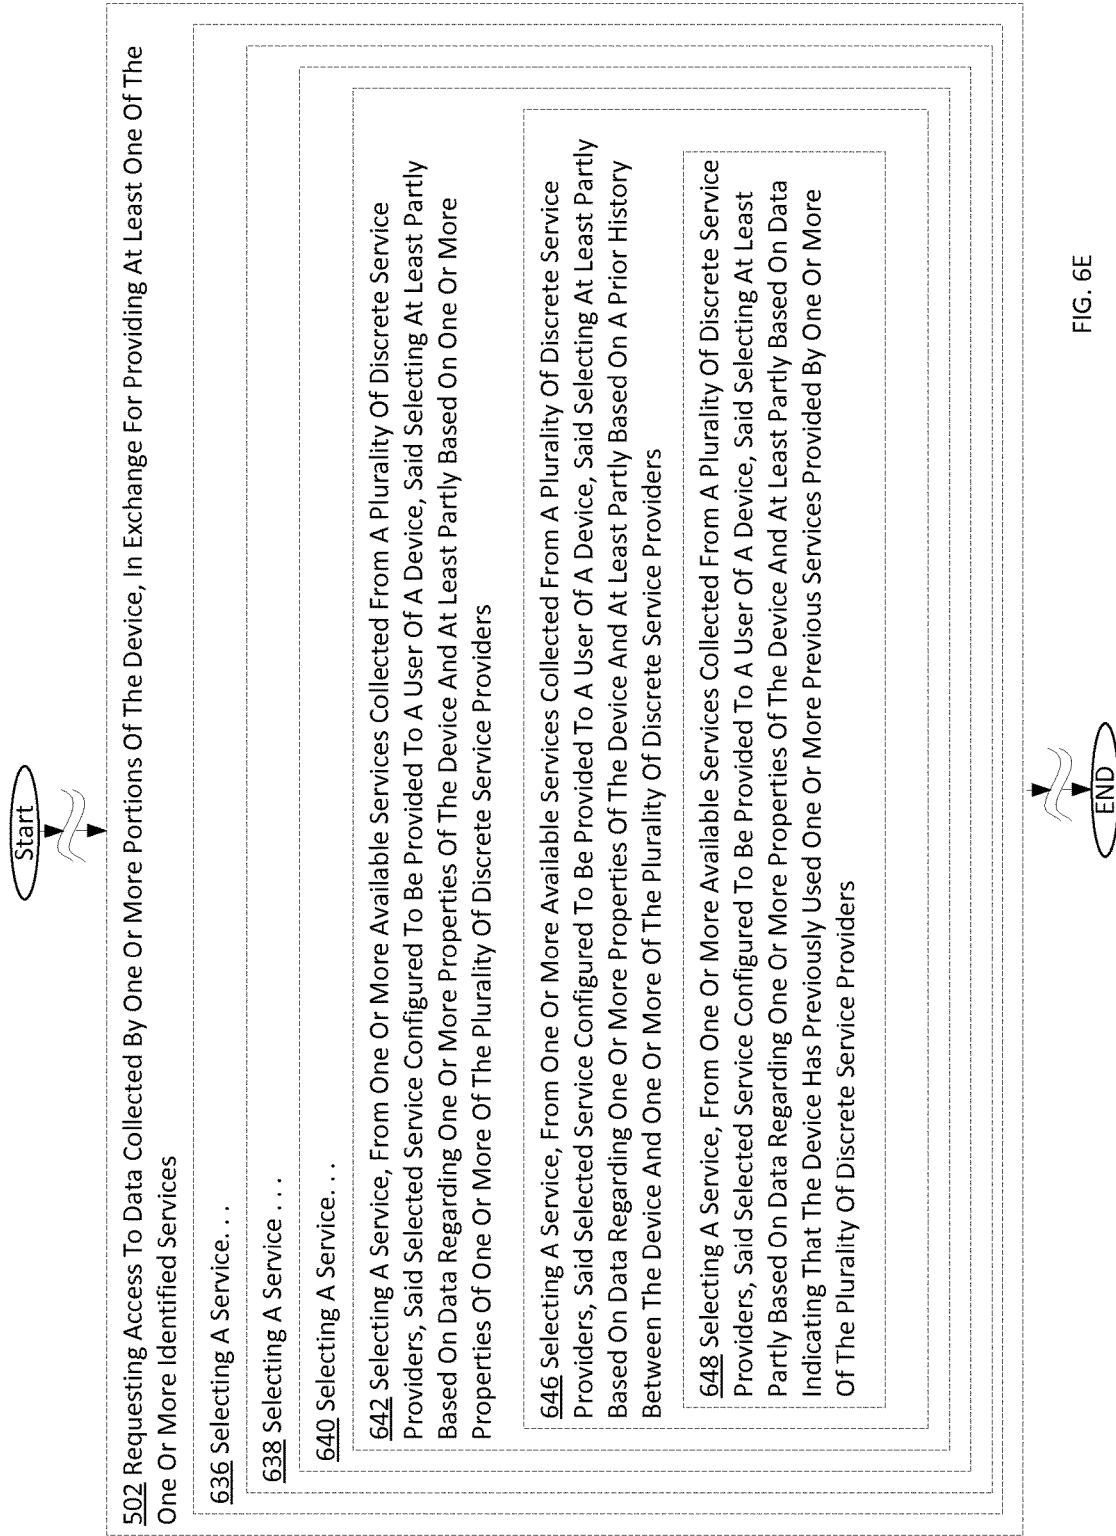 Start
502 Requesting Access To Data Collected By One Or More Portions Of The Device, In Exchange For Providing At Least One Of The
One Or More Identified Services
636 Selecting A Service. . .
638 Selecting A Service . . .
640 Selecting A Service. . .
642 Selecting A Service, From One Or More Available Services Collected From A Plurality Of Discrete Service
Providers, Said Selected Service Configured To Be Provided To A User Of A Device, Said Selecting At Least Partly
Based On Data Regarding One Or More Properties Of The Device And At Least Partly Based On One Or More
Properties Of One Or More Of The Plurality Of Discrete Service Providers
646 Selecting A Service, From One Or More Available Services Collected From A Plurality Of Discrete Service
Providers, Said Selected Service Configured To Be Provided To A User Of A Device, Said Selecting At Least Partly
Based On Data Regarding One Or More Properties Of The Device And At Least Partly Based On A Prior History
Between The Device And One Or More Of The Plurality Of Discrete Service Providers
648 Selecting A Service, From One Or More Available Services Collected From A Plurality Of Discrete Service
Providers, Said Selected Service Configured To Be Provided To A User Of A Device, Said Selecting At Least
Partly Based On Data Regarding One Or More Properties Of The Device And At Least Partly Based On Data
Indicating That The Device Has Previously Used One Or More Previous Services Provided By One Or More
Of The Plurality Of Discrete Service Providers
END
FIG. 6E